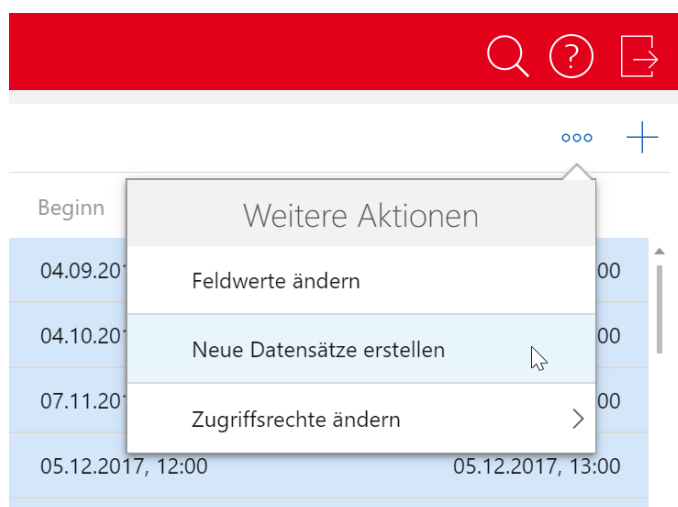 ?
Beginn
Weitere Aktionen
04.09.201
00
Feldwerte ändern
04.10.201
00
Neue Datensätze erstellen
07.11.201
00
Zugriffsrechte ändern
05.12.2017, 12:00 05.12.2017, 13:00